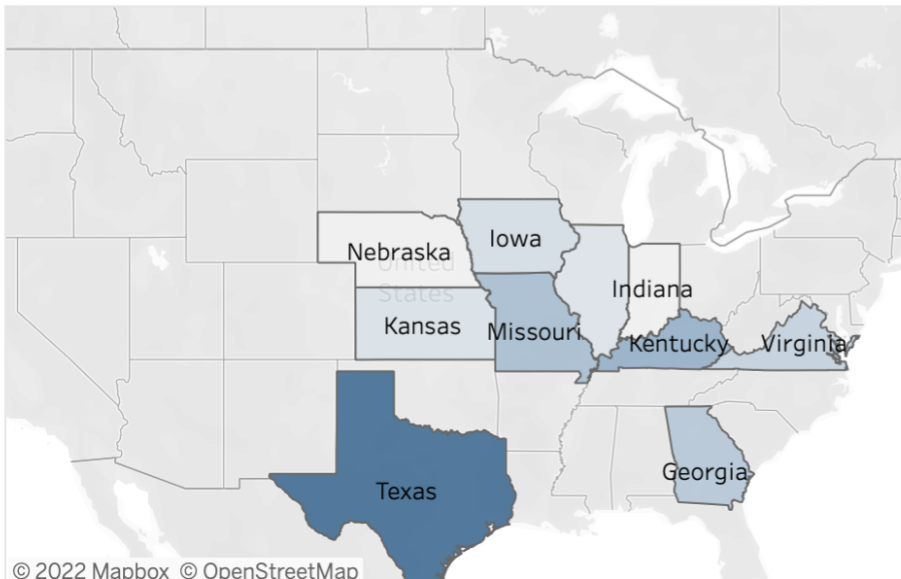 Nebraska
Iowa
United
States
Indiana
Kansas
Missouri
Kentucky
Virginia
Georgia
Texas
© 2022 Mapbox © OpenStreetMap